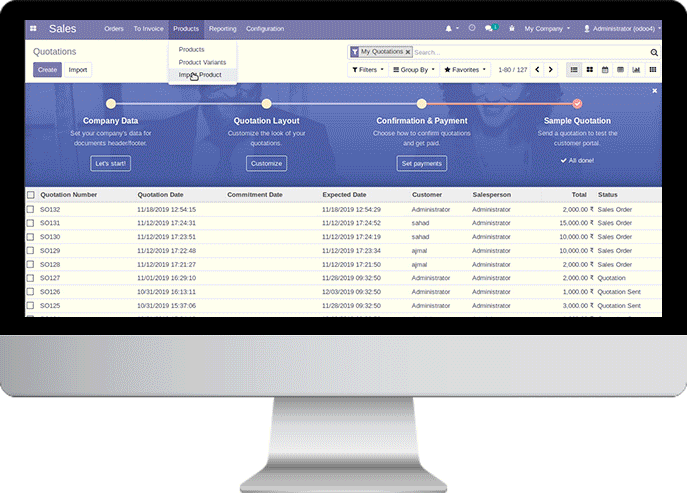 Sales Orders To Invoice Products Reporting Configuration 1 My Company Administrator (odoo4)
Quotations
My Quotations × Search...
Create Import
Products
Product Variants
Import Product
Filters Group By Favorites 1-80 / 127
Company Data
Set your company's data for
documents header/footer.
Let's start!
Quotation Layout
Customize the look of your
quotations.
Customize
Confirmation & Payment
Choose how to confirm quotations
and get paid.
Set payments
Sample Quotation
Send a quotation to test the
customer portal.
All done!
Quotation Number Quotation Date Commitment Date Expected Date Customer Salesperson Total Status
SO132 11/18/2019 12:54:15 11/18/2019 12:54:29 Administrator Administrator 2,000.00 ₹ Sales Order
SO131 11/12/2019 17:24:31 11/12/2019 17:24:52 sahad Administrator 15,000.00 ₹ Sales Order
SO130 11/12/2019 17:23:51 11/12/2019 17:24:19 sahad Administrator 10,000.00 ₹ Sales Order
SO129 11/12/2019 17:22:48 11/12/2019 17:23:34 ajmal Administrator 10,000.00 ₹ Sales Order
SO128 11/12/2019 17:21:27 11/12/2019 17:21:50 ajmal Administrator 2,000.00 ₹ Sales Order
SO127 11/01/2019 16:29:10 11/28/2019 09:32:50 Administrator Administrator 2,000.00 ₹ Quotation
SO126 10/31/2019 16:13:11 12/03/2019 09:32:50 Administrator Administrator 1,000.00 ₹ Quotation Sent
SO125 10/31/2019 15:37:06 11/28/2019 09:32:50 Administrator Administrator 3,000.00 ₹ Quotation Sent